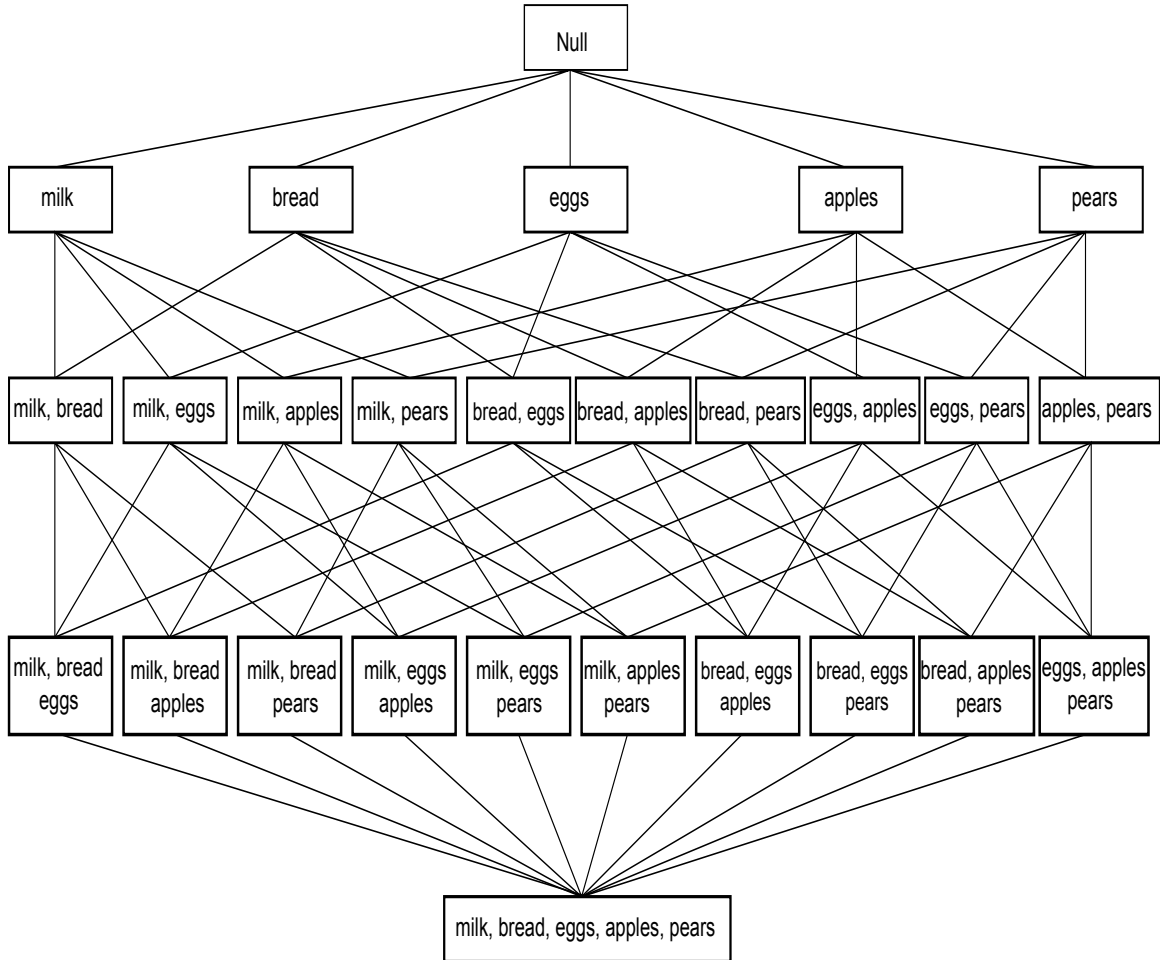 Null
milk
bread
eggs
apples
pears
milk, bread
milk, eggs
milk, apples
milk, pears
bread, eggs
bread, apples
bread, pears
eggs, apples
eggs, pears
apples, pears
milk, bread
eggs
milk, bread
apples
milk, bread
pears
milk, eggs
apples
milk, eggs
pears
milk, apples
pears
bread, eggs
apples
bread, eggs
pears
bread, apples
pears
eggs, apples
pears
milk, bread, eggs, apples, pears